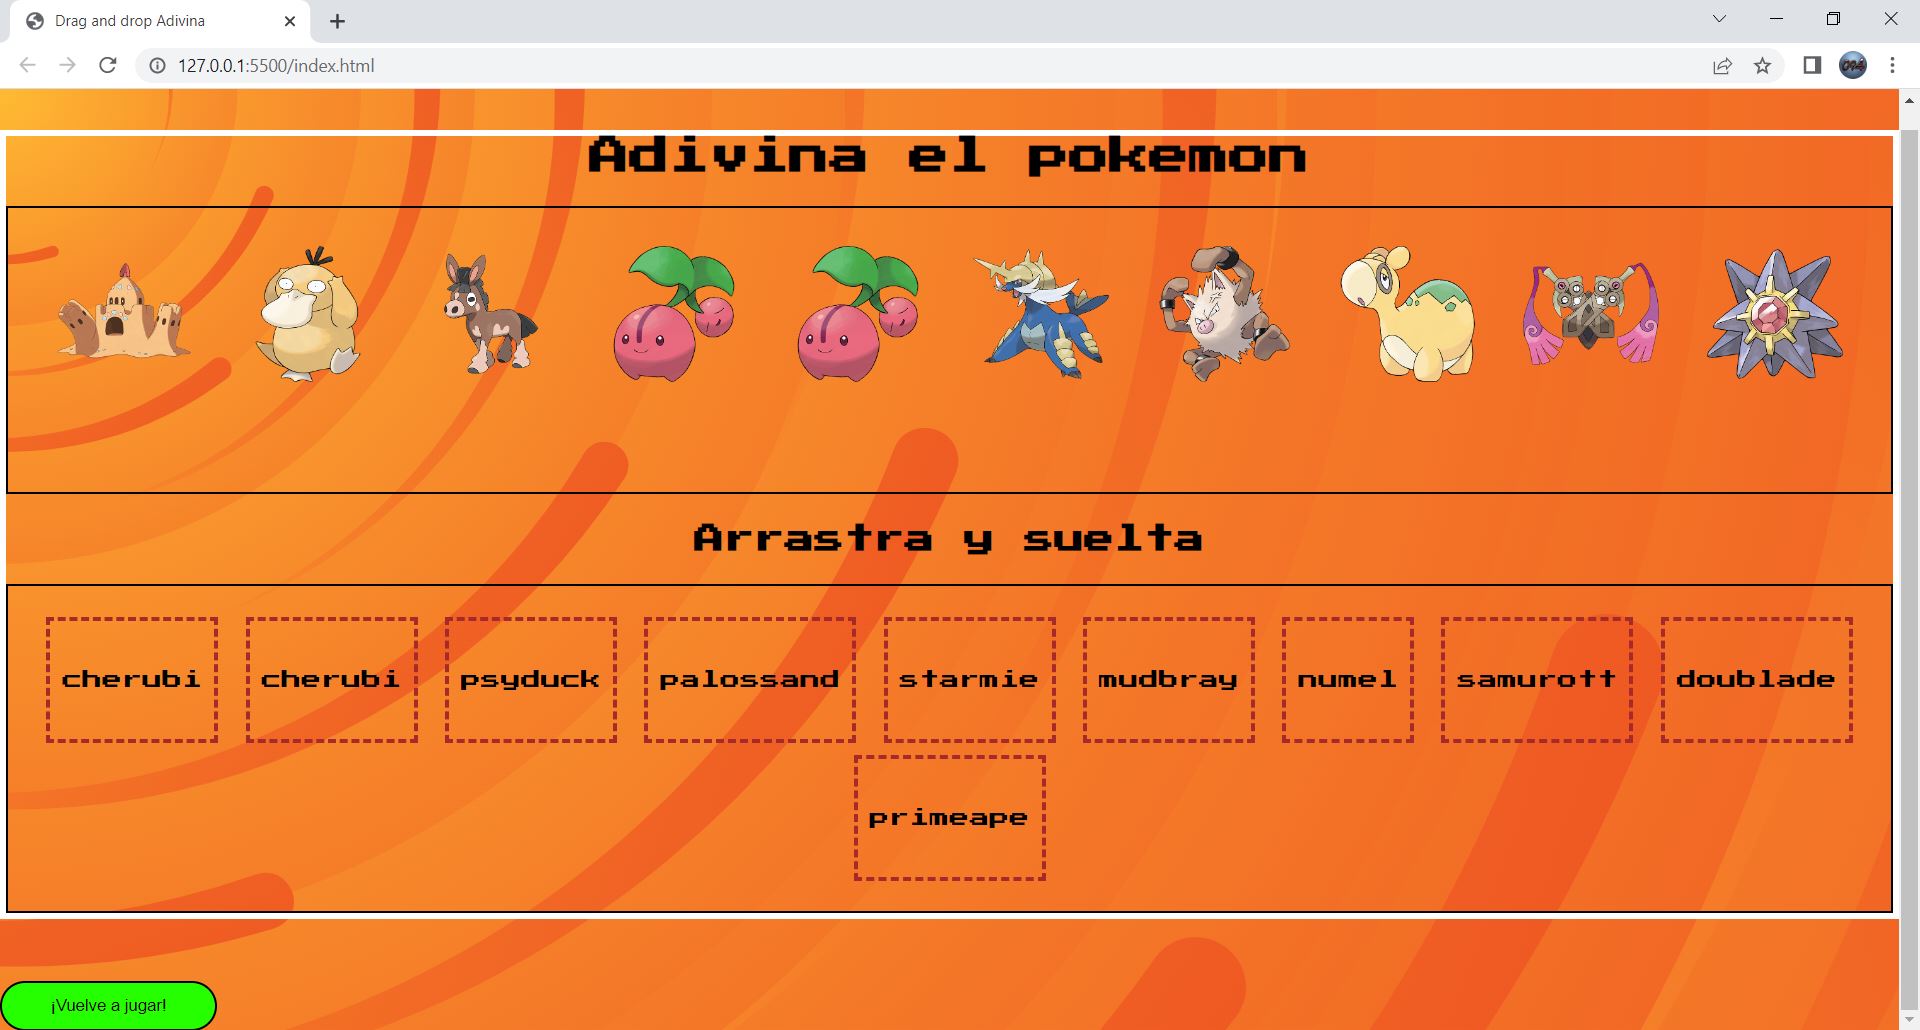 Drag and drop Adivina
127.0.0.1:5500/index.html
Adivina el pokemon
Arrastra y suelta
cherubi cherubi psyduck palossand starmie mudbray numel samurott doublade
primeape
¡Vuelve a jugar!